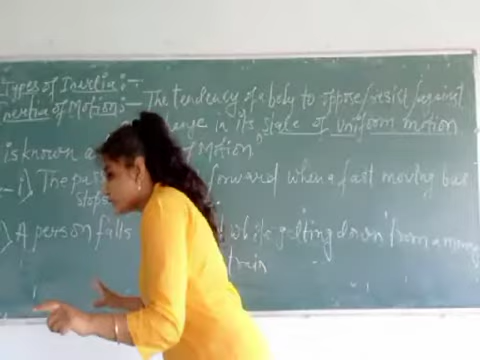 Types of Inertia:-
Inertia of Motion:- The tendency of a body to oppose/resist/against
change in its state of uniform motion
is known a of Motion
i) The pas forward when a fast moving bus
stops
) A person falls while getting down from a moving
train